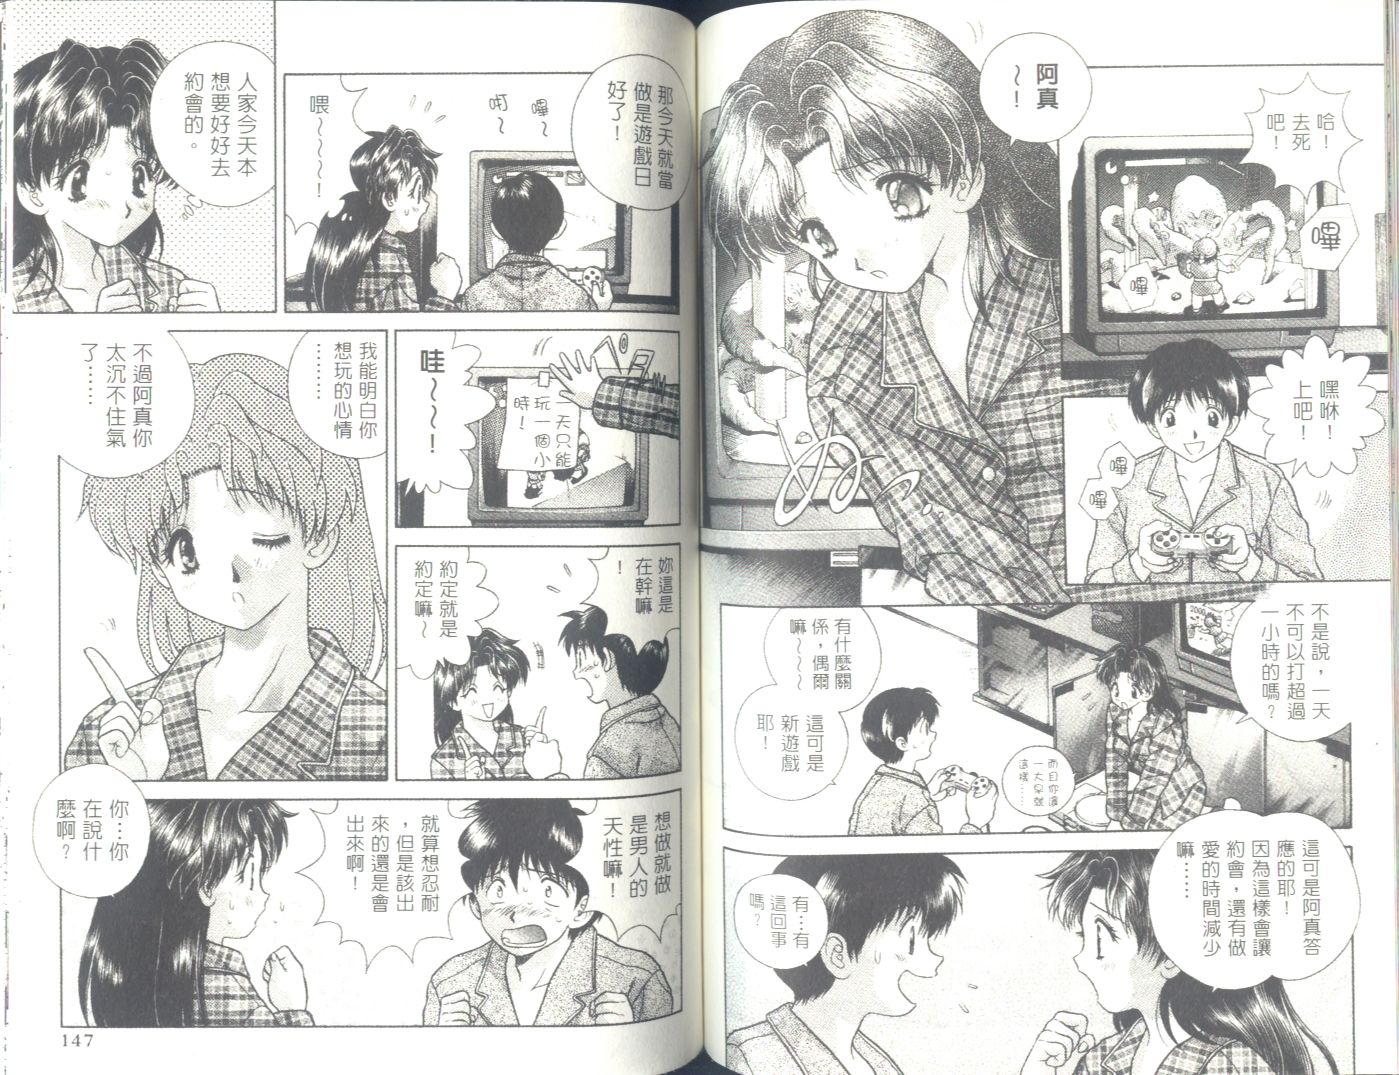 哈！
去死
吧！
嗶
嗶
阿真
～！
嘿咻！
上吧！
嗶
嗶
ぬっ
不是說，一天
不可以打超過
一小時的嗎？
而且你還
一大早就
這樣……
有什麼關
係，偶爾
嘛～～～
這可是
新遊戲
耶！
這可是阿真答
應的耶！
因為這樣會讓
約會，還有做
愛的時間減少
嘛……
有…有
這回事
嗎？
那今天就當
做是遊戲日
好了！
嗶～
喂～～～～！
人家今天本
想要好好去
約會的。
哇～～～！
一天只能
玩一個小
時！
我能明白你
想玩的心情
…………
不過阿真你
太沉不住氣
了……
妳這是
在幹嘛
！
約定就是
約定嘛～
想做就做
是男人的
天性嘛！
就算想忍耐
，但是該出
來的還是會
出來啊！
你…你
在說什
麼啊？
147